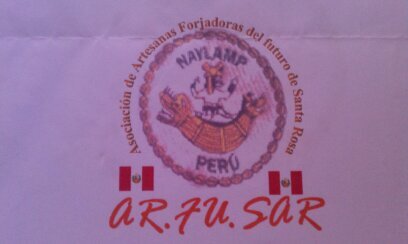 Asociación de Artesanas Forjadoras del futuro de Santa Rosa
NAYLAMP
PERÚ
AR.FU.SAR